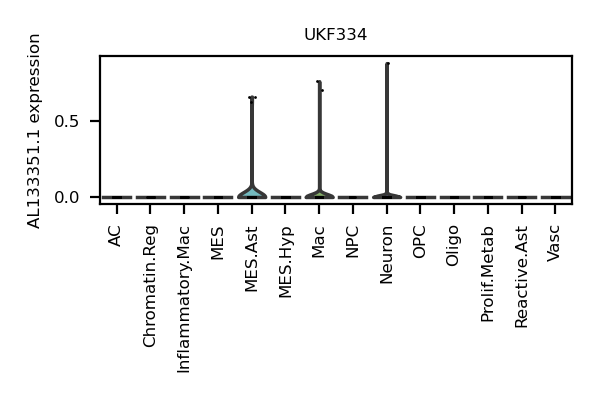 UKF334
AL133351.1 expression
0.5
0.0
AC
Chromatin.Reg
Inflammatory.Mac
MES
MES.Ast
MES.Hyp
Mac
NPC
Neuron
OPC
Oligo
Prolif.Metab
Reactive.Ast
Vasc